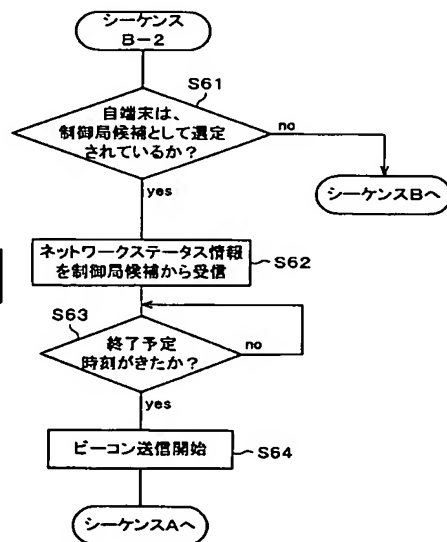 シーケンス
B-2
S61
自端末は、
制御局候補として選定
されているか?
no
yes
シーケンスBへ
ネットワークステータス情報
を制御局候補から受信
S62
S63
終了予定
時刻がきたか?
no
yes
ビーコン送信開始
S64
シーケンスAへ